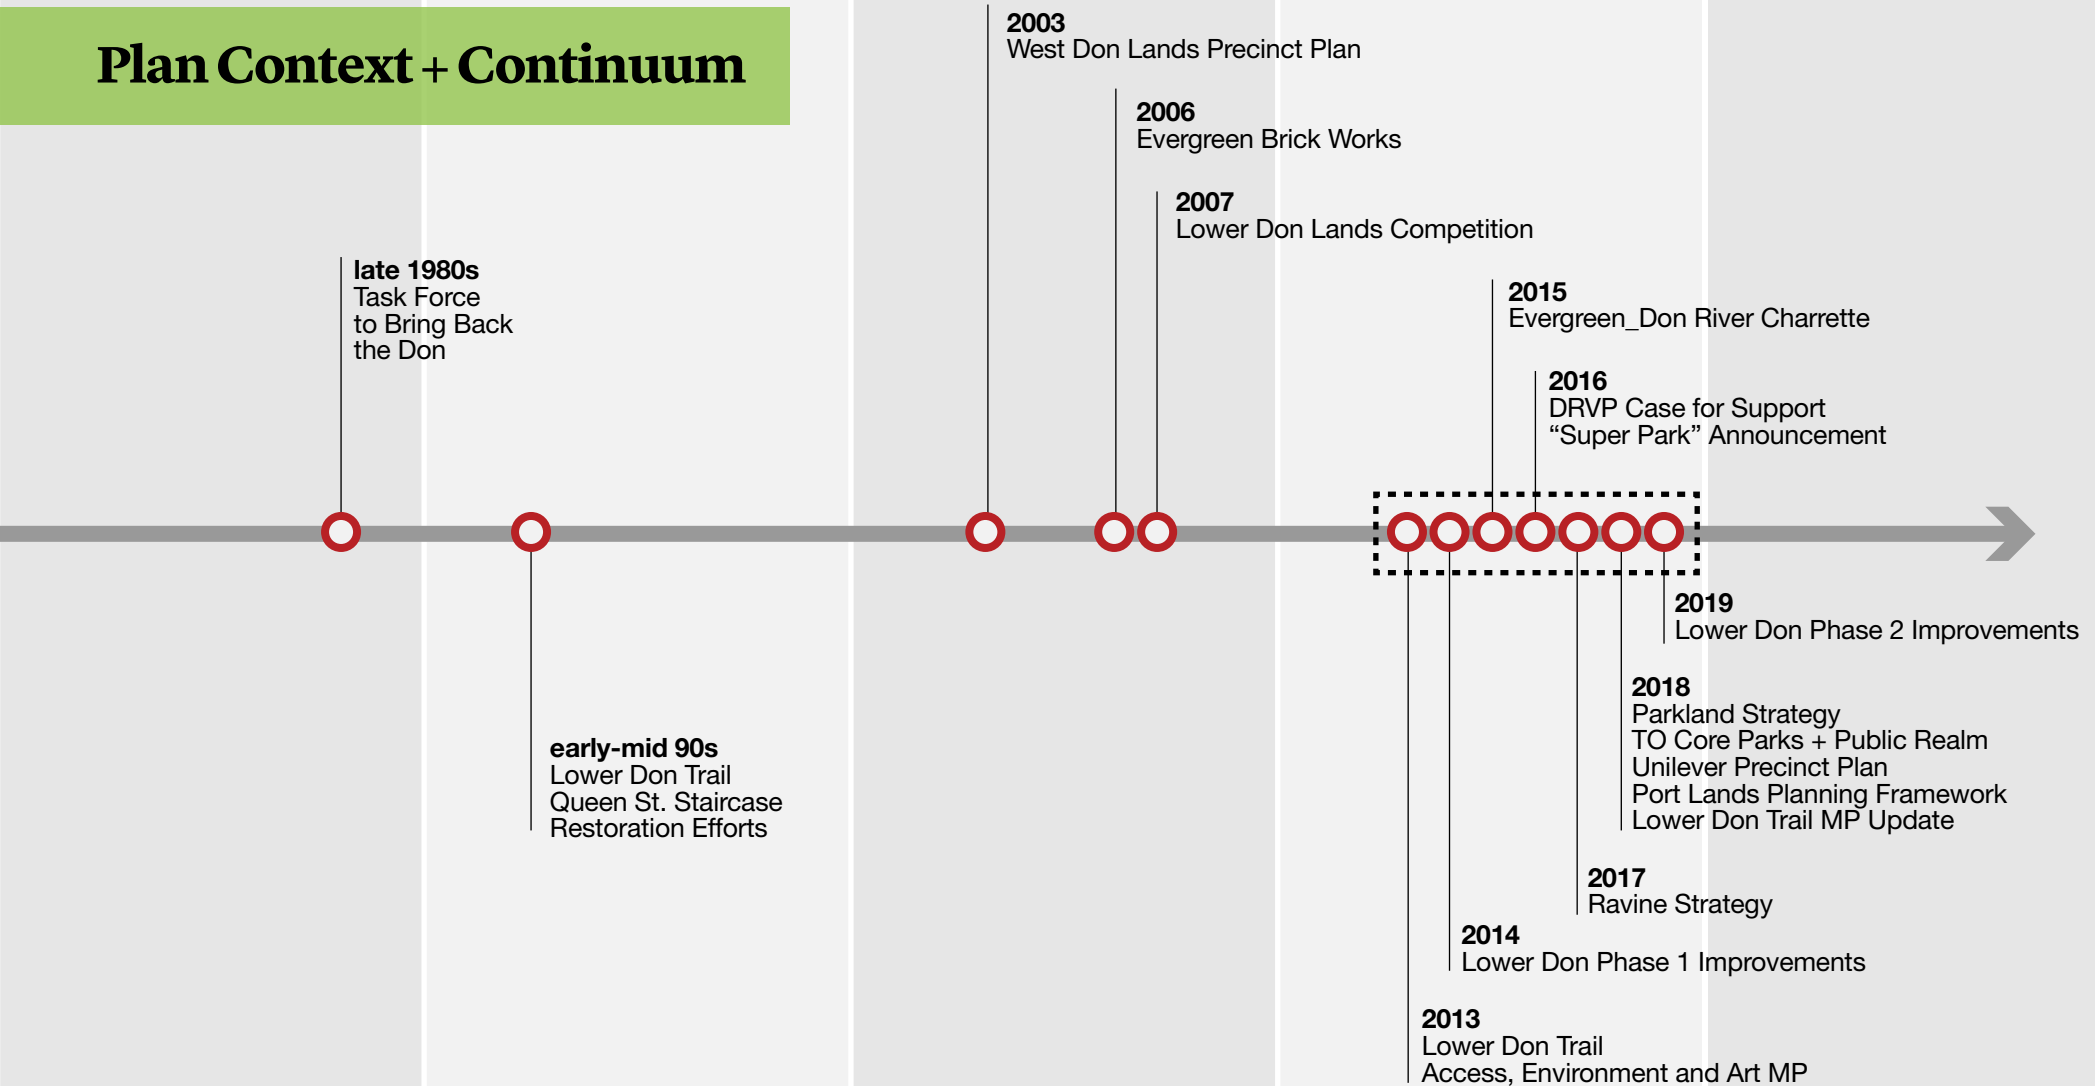 Plan Context + Continuum
2003
West Don Lands Precinct Plan
2006
Evergreen Brick Works
2007
Lower Don Lands Competition
late 1980s
Task Force
to Bring Back
the Don
2015
Evergreen_Don River Charrette
2016
DRVP Case for Support
“Super Park” Announcement
2019
Lower Don Phase 2 Improvements
2018
Parkland Strategy
TO Core Parks + Public Realm
Unilever Precinct Plan
Port Lands Planning Framework
Lower Don Trail MP Update
early-mid 90s
Lower Don Trail
Queen St. Staircase
Restoration Efforts
2017
Ravine Strategy
2014
Lower Don Phase 1 Improvements
2013
Lower Don Trail
Access, Environment and Art MP